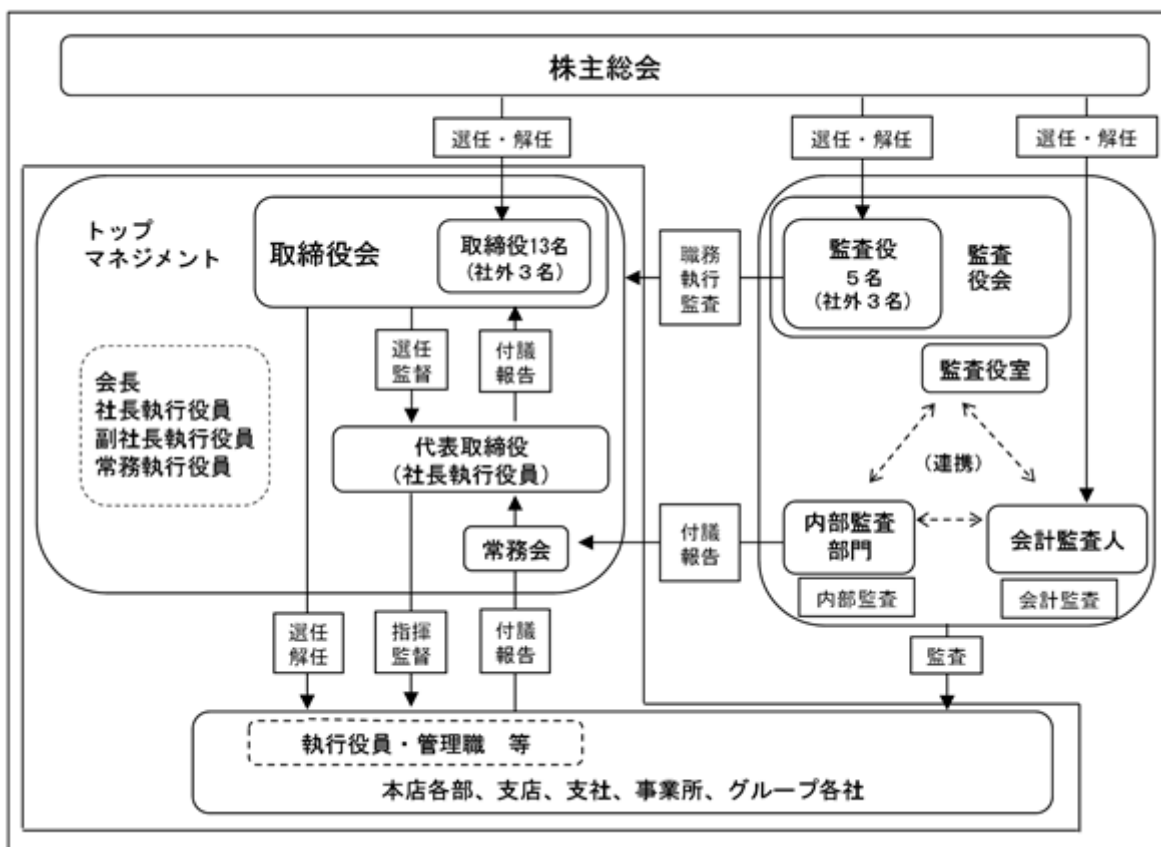 株主総会
選任・解任
選任・解任
選任・解任
トップ
マネジメント
取締役会
取締役13名
(社外３名)
職務
執行
監査
監査役
５名
(社外３名)
監査
役会
選任
監督
付議
報告
監査役室
会長
社長執行役員
副社長執行役員
常務執行役員
代表取締役
(社長執行役員)
(連携)
常務会
付議
報告
内部監査
部門
会計監査人
内部監査
会計監査
選任
解任
指揮
監督
付議
報告
監査
執行役員・管理職　等
本店各部、支店、支社、事業所、グループ各社